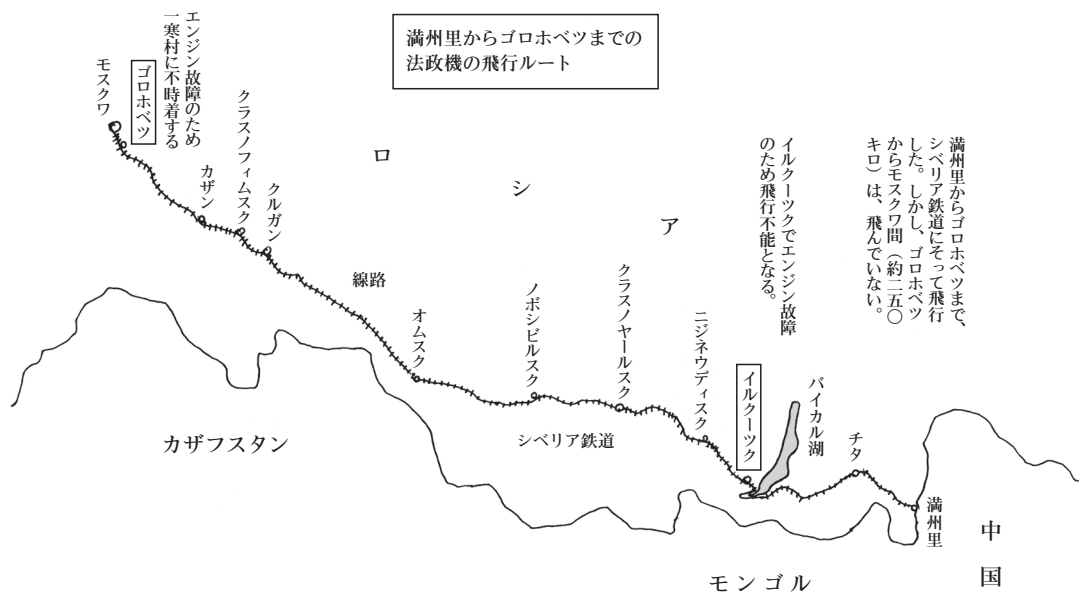 満州里からゴロホベツまでの
法政機の飛行ルート
満州里からゴロホベツまで、
シベリア鉄道にそって飛行
した。しかし、ゴロホベツ
からモスクワ間（約二五〇
キロ）は、飛んでいない。
イルクーツクでエンジン故障
のため飛行不能となる。
エンジン故障のため
一寒村に不時着する
ゴロホベツ
モスクワ
カザン
クラスノフィムスク
クルガン
ロシア
線路
オムスク
ノボシビルスク
クラスノヤールスク
ニジネウディスク
イルクーツク
バイカル湖
チタ
満州里
シベリア鉄道
カザフスタン
モンゴル
中国